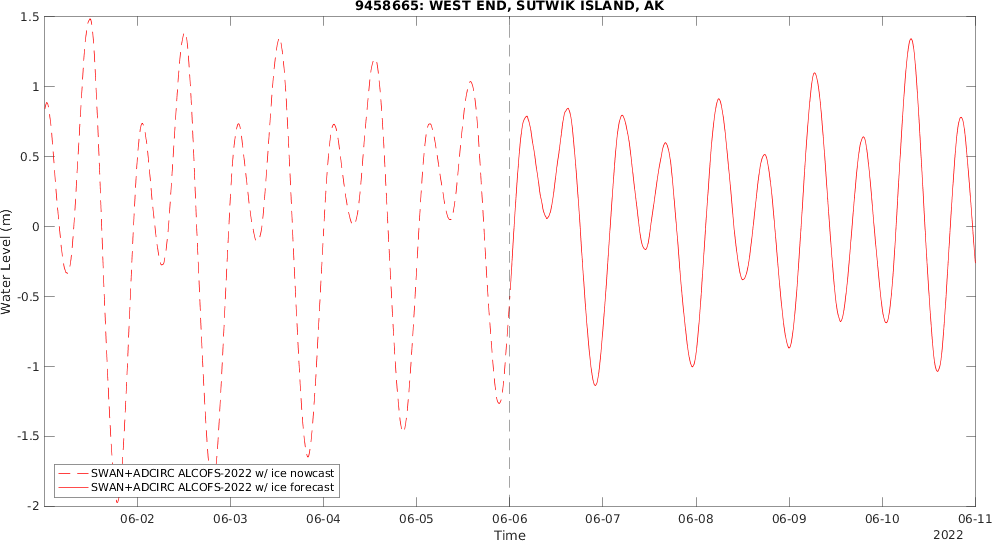 9458665: WEST END, SUTWIK ISLAND, AK
1.5
1
0.5
0
-0.5
-1
-1.5
-2
Water Level (m)
SWAN+ADCIRC ALCOFS-2022 w/ ice nowcast
SWAN+ADCIRC ALCOFS-2022 w/ ice forecast
06-02 06-03 06-04 06-05 06-06 06-07 06-08 06-09 06-10 06-11
Time
2022